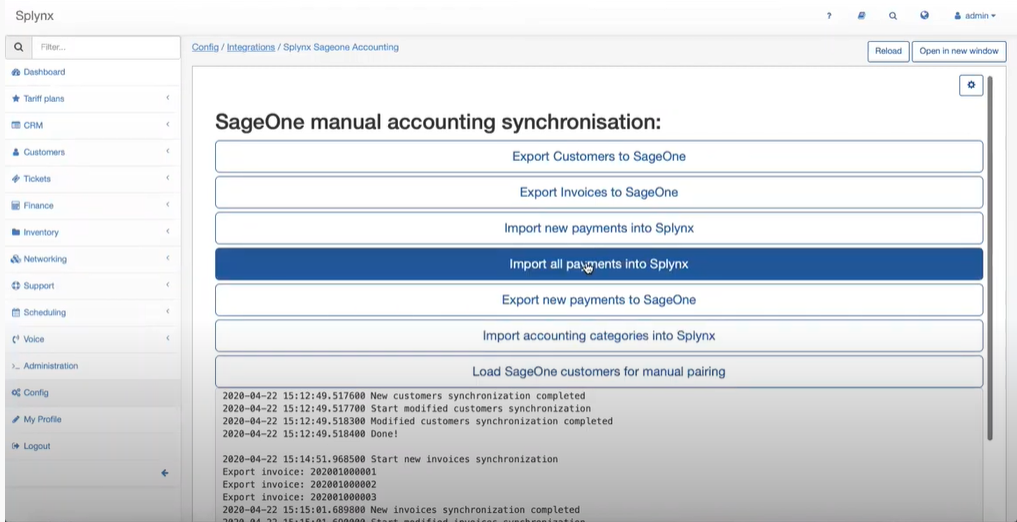 Splynx
? admin
Filter...
Config / Integrations / Splynx Sageone Accounting
Reload
Open in new window
Dashboard
Tariff plans
CRM
Customers
Tickets
Finance
Inventory
Networking
Support
Scheduling
Voice
Administration
Config
My Profile
Logout
SageOne manual accounting synchronisation:
Export Customers to SageOne
Export Invoices to SageOne
Import new payments into Splynx
Import all payments into Splynx
Export new payments to SageOne
Import accounting categories into Splynx
Load SageOne customers for manual pairing
2020-04-22 15:12:49.517600 New customers synchronization completed
2020-04-22 15:12:49.517700 Start modified customers synchronization
2020-04-22 15:12:49.518300 Modified customers synchronization completed
2020-04-22 15:12:49.518400 Done!
2020-04-22 15:14:51.968500 Start new invoices synchronization
Export invoice: 202001000001
Export invoice: 202001000002
Export invoice: 202001000003
2020-04-22 15:15:01.689800 New invoices synchronization completed